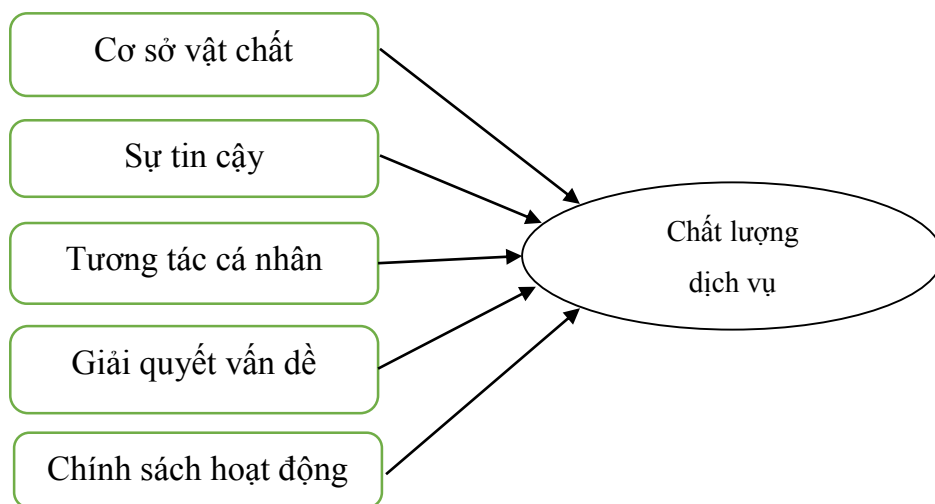 Cơ sở vật chất
Sự tin cậy
Tương tác cá nhân
Giải quyết vấn dề
Chính sách hoạt động
Chất lượng
dịch vụ